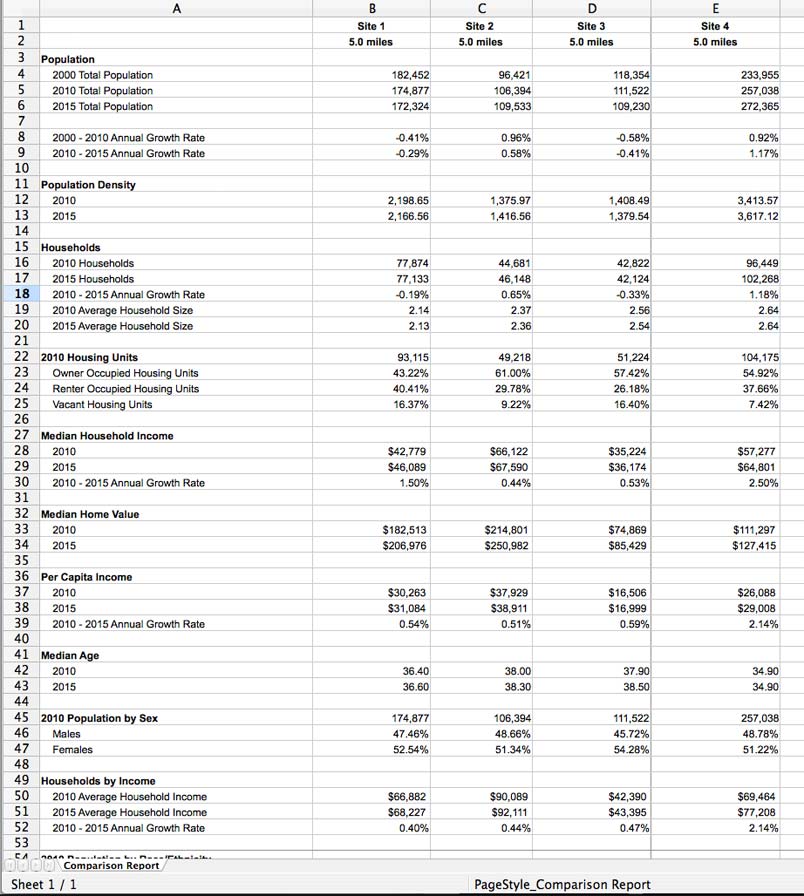 A B C D E
1 Site 1 Site 2 Site 3 Site 4
2 5.0 miles 5.0 miles 5.0 miles 5.0 miles
3 Population
4 2000 Total Population 182,452 96,421 118,354 233,955
5 2010 Total Population 174,877 106,394 111,522 257,038
6 2015 Total Population 172,324 109,533 109,230 272,365
7
8 2000 - 2010 Annual Growth Rate -0.41% 0.96% -0.58% 0.92%
9 2010 - 2015 Annual Growth Rate -0.29% 0.58% -0.41% 1.17%
10
11 Population Density
12 2010 2,198.65 1,375.97 1,408.49 3,413.57
13 2015 2,166.56 1,416.56 1,379.54 3,617.12
14
15 Households
16 2010 Households 77,874 44,681 42,822 96,449
17 2015 Households 77,133 46,148 42,124 102,268
18 2010 - 2015 Annual Growth Rate -0.19% 0.65% -0.33% 1.18%
19 2010 Average Household Size 2.14 2.37 2.56 2.64
20 2015 Average Household Size 2.13 2.36 2.54 2.64
21
22 2010 Housing Units 93,115 49,218 51,224 104,175
23 Owner Occupied Housing Units 43.22% 61.00% 57.42% 54.92%
24 Renter Occupied Housing Units 40.41% 29.78% 26.18% 37.66%
25 Vacant Housing Units 16.37% 9.22% 16.40% 7.42%
26
27 Median Household Income
28 2010 $42,779 $66,122 $35,224 $57,277
29 2015 $46,089 $67,590 $36,174 $64,801
30 2010 - 2015 Annual Growth Rate 1.50% 0.44% 0.53% 2.50%
31
32 Median Home Value
33 2010 $182,513 $214,801 $74,869 $111,297
34 2015 $206,976 $250,982 $85,429 $127,415
35
36 Per Capita Income
37 2010 $30,263 $37,929 $16,506 $26,088
38 2015 $31,084 $38,911 $16,999 $29,008
39 2010 - 2015 Annual Growth Rate 0.54% 0.51% 0.59% 2.14%
40
41 Median Age
42 2010 36.40 38.00 37.90 34.90
43 2015 36.60 38.30 38.50 34.90
44
45 2010 Population by Sex 174,877 106,394 111,522 257,038
46 Males 47.46% 48.66% 45.72% 48.78%
47 Females 52.54% 51.34% 54.28% 51.22%
48
49 Households by Income
50 2010 Average Household Income $66,882 $90,089 $42,390 $69,464
51 2015 Average Household Income $68,227 $92,111 $43,395 $77,208
52 2010 - 2015 Annual Growth Rate 0.40% 0.44% 0.47% 2.14%
53
54 2010 Population by Race/Ethnicity
Comparison Report
Sheet 1 / 1 PageStyle_Comparison Report